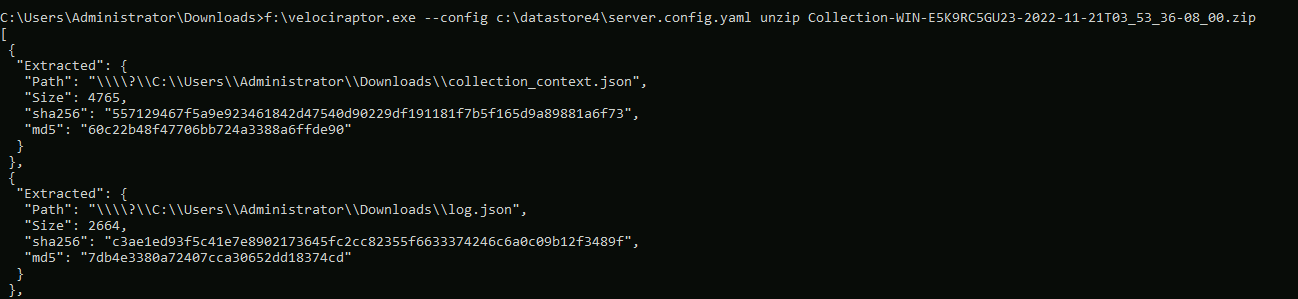 C:\Users\Administrator\Downloads>f:\velociraptor.exe --config c:\datastore4\server.config.yaml unzip Collection-WIN-E5K9RC5GU23-2022-11-21T03_53_36-08_00.zip
[
 {
  "Extracted": {
   "Path": "\\\\?\\C:\\Users\\Administrator\\Downloads\\collection_context.json",
   "Size": 4765,
   "sha256": "557129467f5a9e923461842d47540d90229df191181f7b5f165d9a89881a6f73",
   "md5": "60c22b48f47706bb724a3388a6ffde90"
  }
 },
 {
  "Extracted": {
   "Path": "\\\\?\\C:\\Users\\Administrator\\Downloads\\log.json",
   "Size": 2664,
   "sha256": "c3ae1ed93f5c41e7e8902173645fc2cc82355f6633374246c6a0c09b12f3489f",
   "md5": "7db4e3380a72407cca30652dd18374cd"
  }
 },